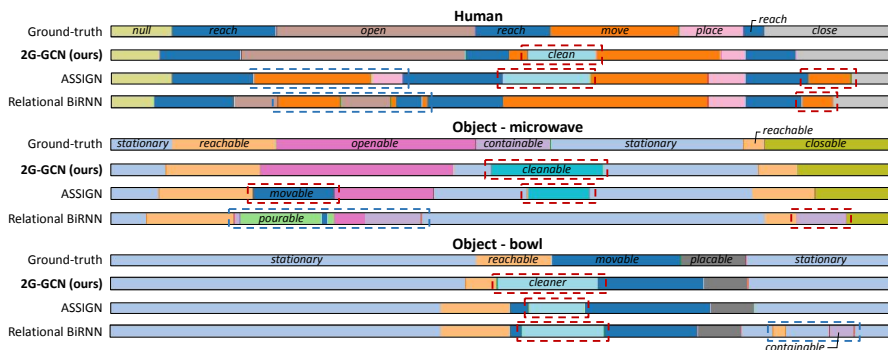 Human
reach
Ground-truth null reach open reach move place close
2G-GCN (ours) clean
ASSIGN
Relational BiRNN
Object - microwave
reachable
Ground-truth stationary reachable openable containable stationary closable
2G-GCN (ours) cleanable
ASSIGN movable
Relational BiRNN pourable
Object - bowl
Ground-truth stationary reachable movable placable stationary
2G-GCN (ours) cleaner
ASSIGN
Relational BiRNN
containable